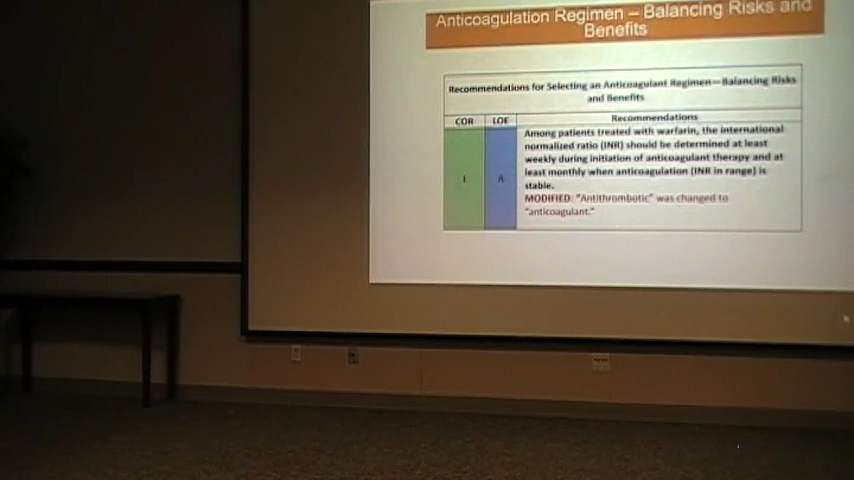 Anticoagulation Regimen – Balancing Risks and
Benefits
Recommendations for Selecting an Anticoagulant Regimen—Balancing Risks
and Benefits
COR LOE Recommendations
I A
Among patients treated with warfarin, the international
normalized ratio (INR) should be determined at least
weekly during initiation of anticoagulant therapy and at
least monthly when anticoagulation (INR in range) is
stable.
MODIFIED: "Antithrombotic" was changed to
"anticoagulant."